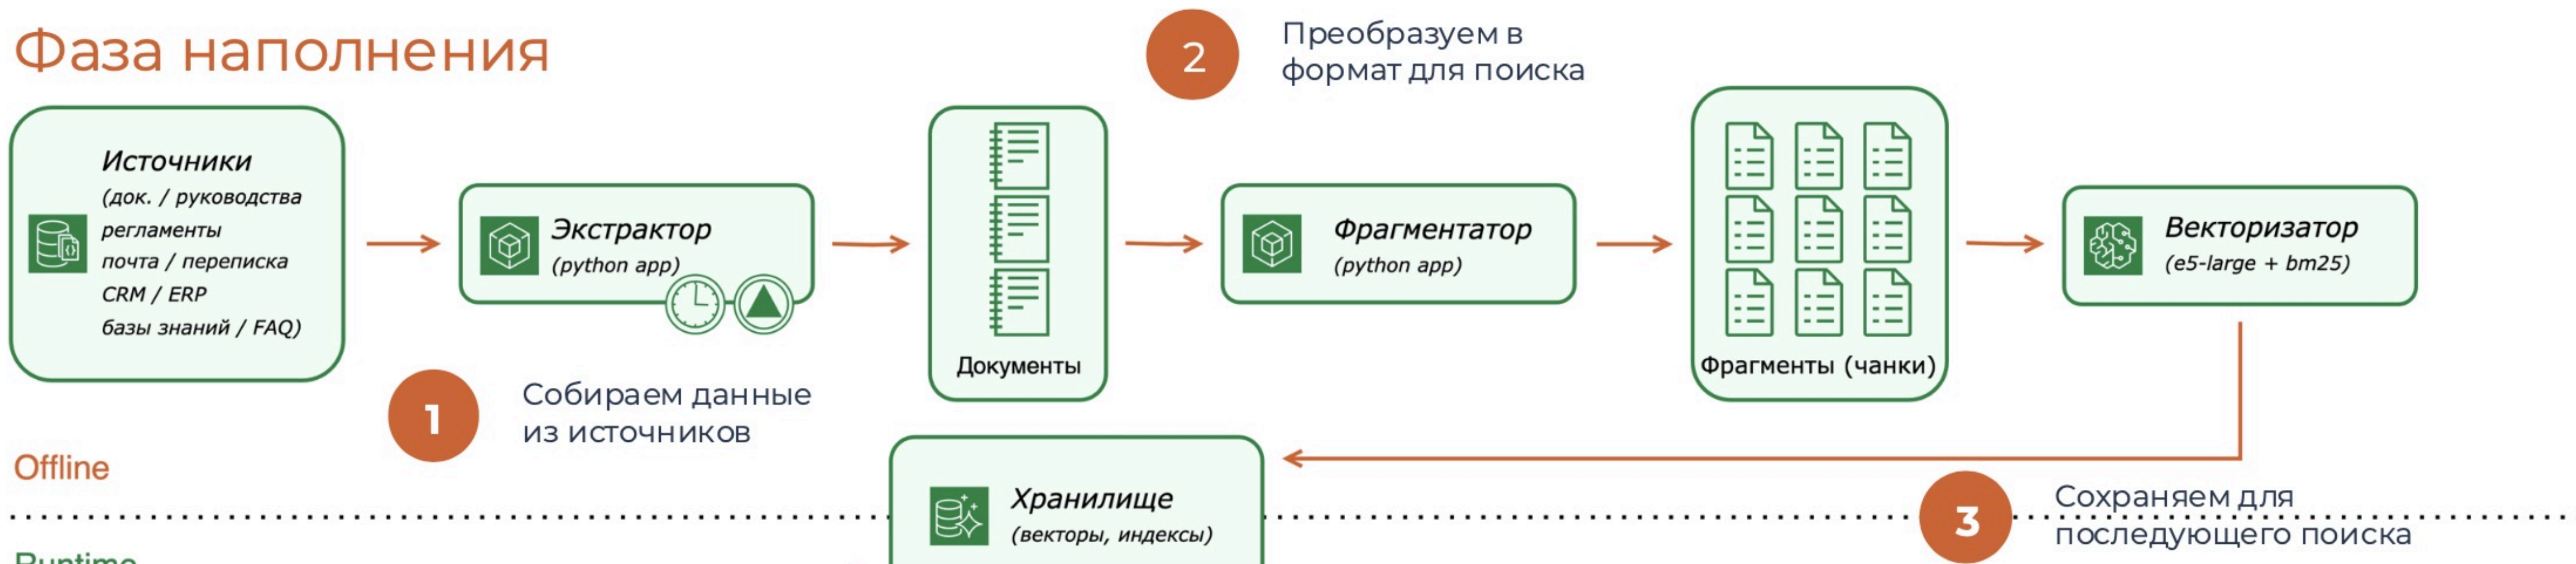 Фаза наполнения
2
Преобразуем в
формат для поиска
Источники
(док. / руководства
регламенты
почта / переписка
CRM / ERP
базы знаний / FAQ)
Экстрактор
(python app)
Документы
Фрагментатор
(python app)
Фрагменты (чанки)
Векторизатор
(e5-large + bm25)
1
Собираем данные
из источников
Offline
Хранилище
(векторы, индексы)
3
Сохраняем для
последующего поиска
Runtime